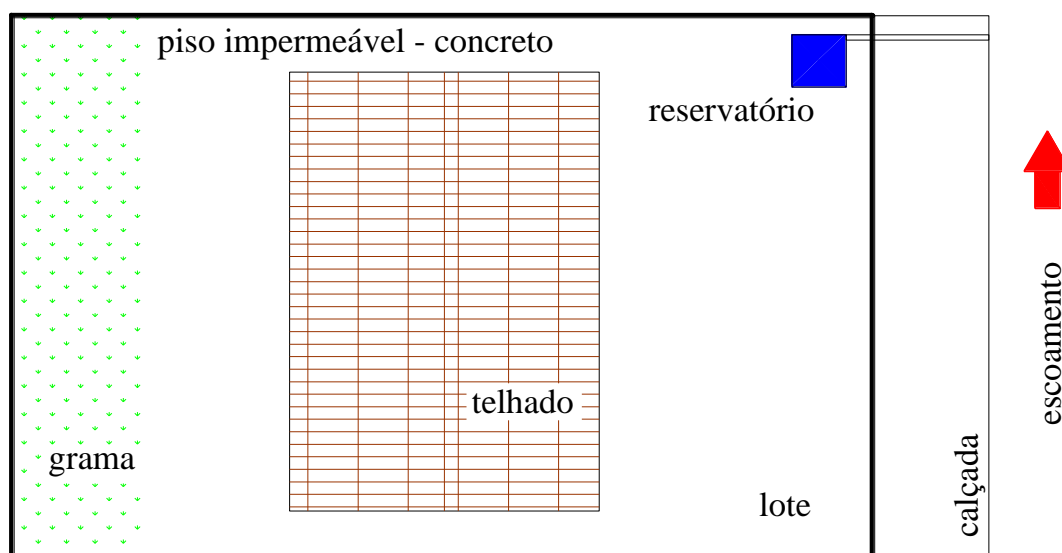 piso impermeável - concreto
reservatório
telhado
grama
lote
calçada
escoamento